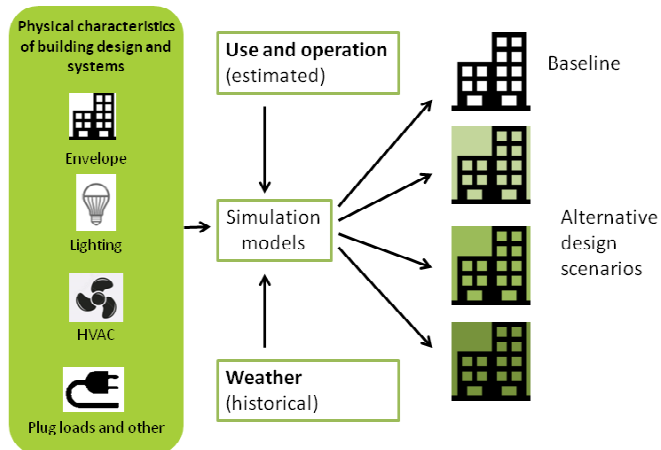 Physical characteristics
of building design and
systems
Envelope
Lighting
HVAC
Plug loads and other
Use and operation
(estimated)
Simulation
models
Weather
(historical)
Baseline
Alternative
design
scenarios